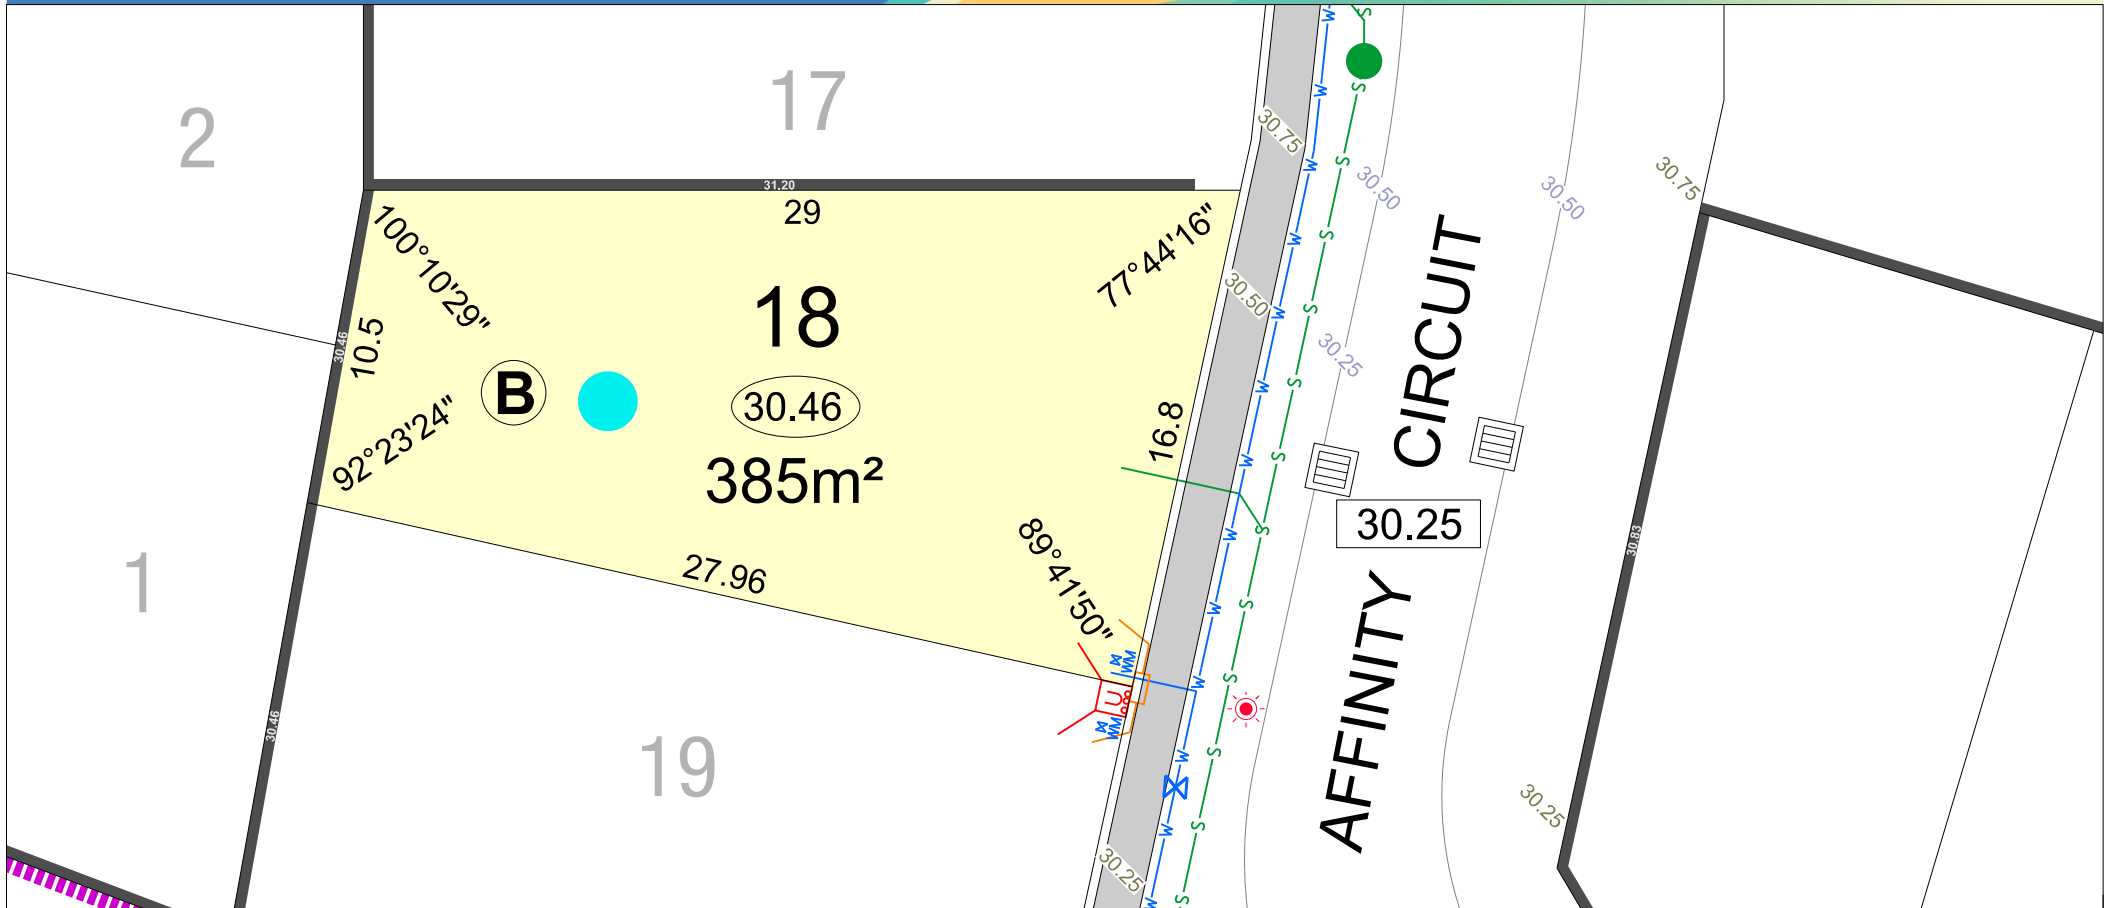 2
17
31.20
29
100°10'29"
77°44'16"
18
30.46
10.5
B
30.46
92°23'24"
385m²
16.8
27.96
89°41'50"
1
19
30.46
WM
U
WM
30.75
30.50
30.25
30.50
30.25
30.50
30.75
30.25
AFFINITY CIRCUIT
30.25
30.83
W
W
W
W
W
W
W
W
W
W
W
W
W
S
S
S
S
S
S
S
S
S
S
S
S
S